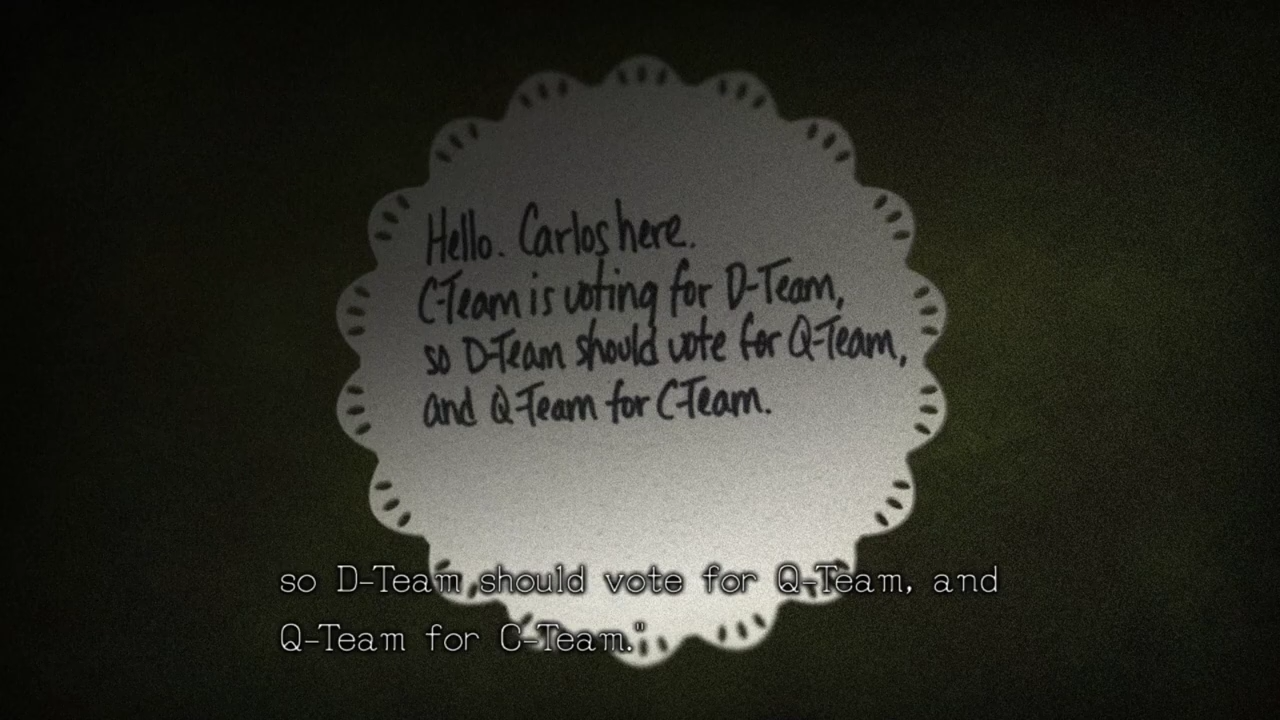 Hello. Carlos here.
C-Team is voting for D-Team,
so D-Team should vote for Q-Team,
and Q-Team for C-Team.
so D-Team should vote for Q-Team, and
Q-Team for C-Team."